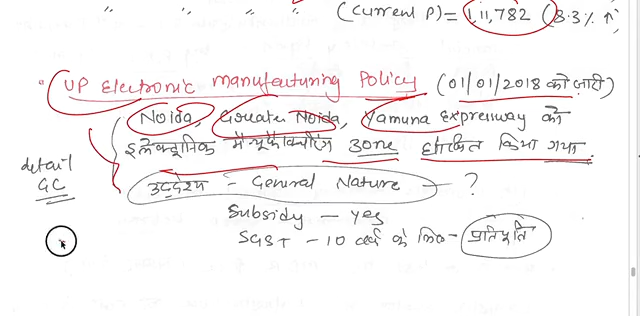 " " " (Current P) = 1,11,782 (8.3% ↑)
" UP Electronic manufacturing Policy (01/01/2018 को जारी)
Noida, Greater Noida, Yamuna Expressway को
इलेक्ट्रॉनिक मैन्यूफैक्चरिंग zone घोषित किया गया.
detail GC
उद्देश्य - General Nature - ?
Subsidy - Yes
SGST - 10 वर्ष के लिए - प्रतिपूर्ति